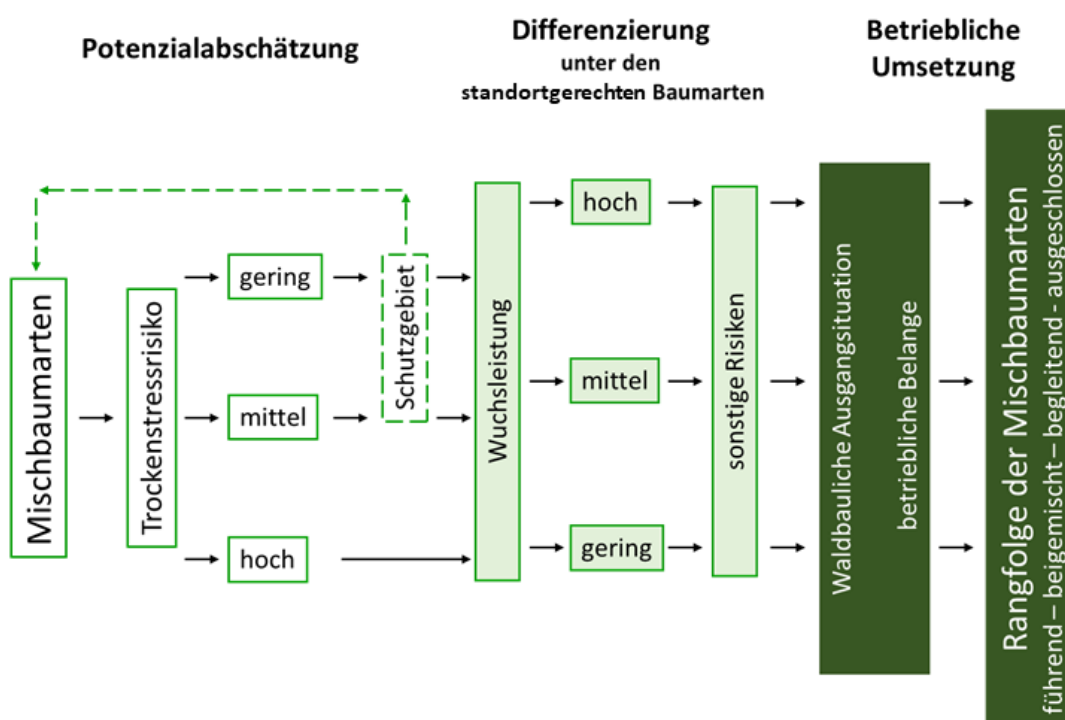 Potenzialabschätzung
Differenzierung
unter den
standortgerechten Baumarten
Betriebliche
Umsetzung
Mischbaumarten
Trockenstressrisiko
gering
mittel
hoch
Schutzgebiet
Wuchsleistung
hoch
mittel
gering
sonstige Risiken
Waldbauliche Ausgangsituation
betriebliche Belange
Rangfolge der Mischbaumarten
führend – beigemischt – begleitend - ausgeschlossen